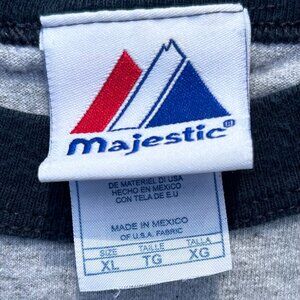 Majestic®
DE MATERIEL DI USA
HECHO EN MEXICO
CON TELA DE E.U
MADE IN MEXICO
OF U.S.A. FABRIC
SIZE TAILLE TALLA
XL TG XG